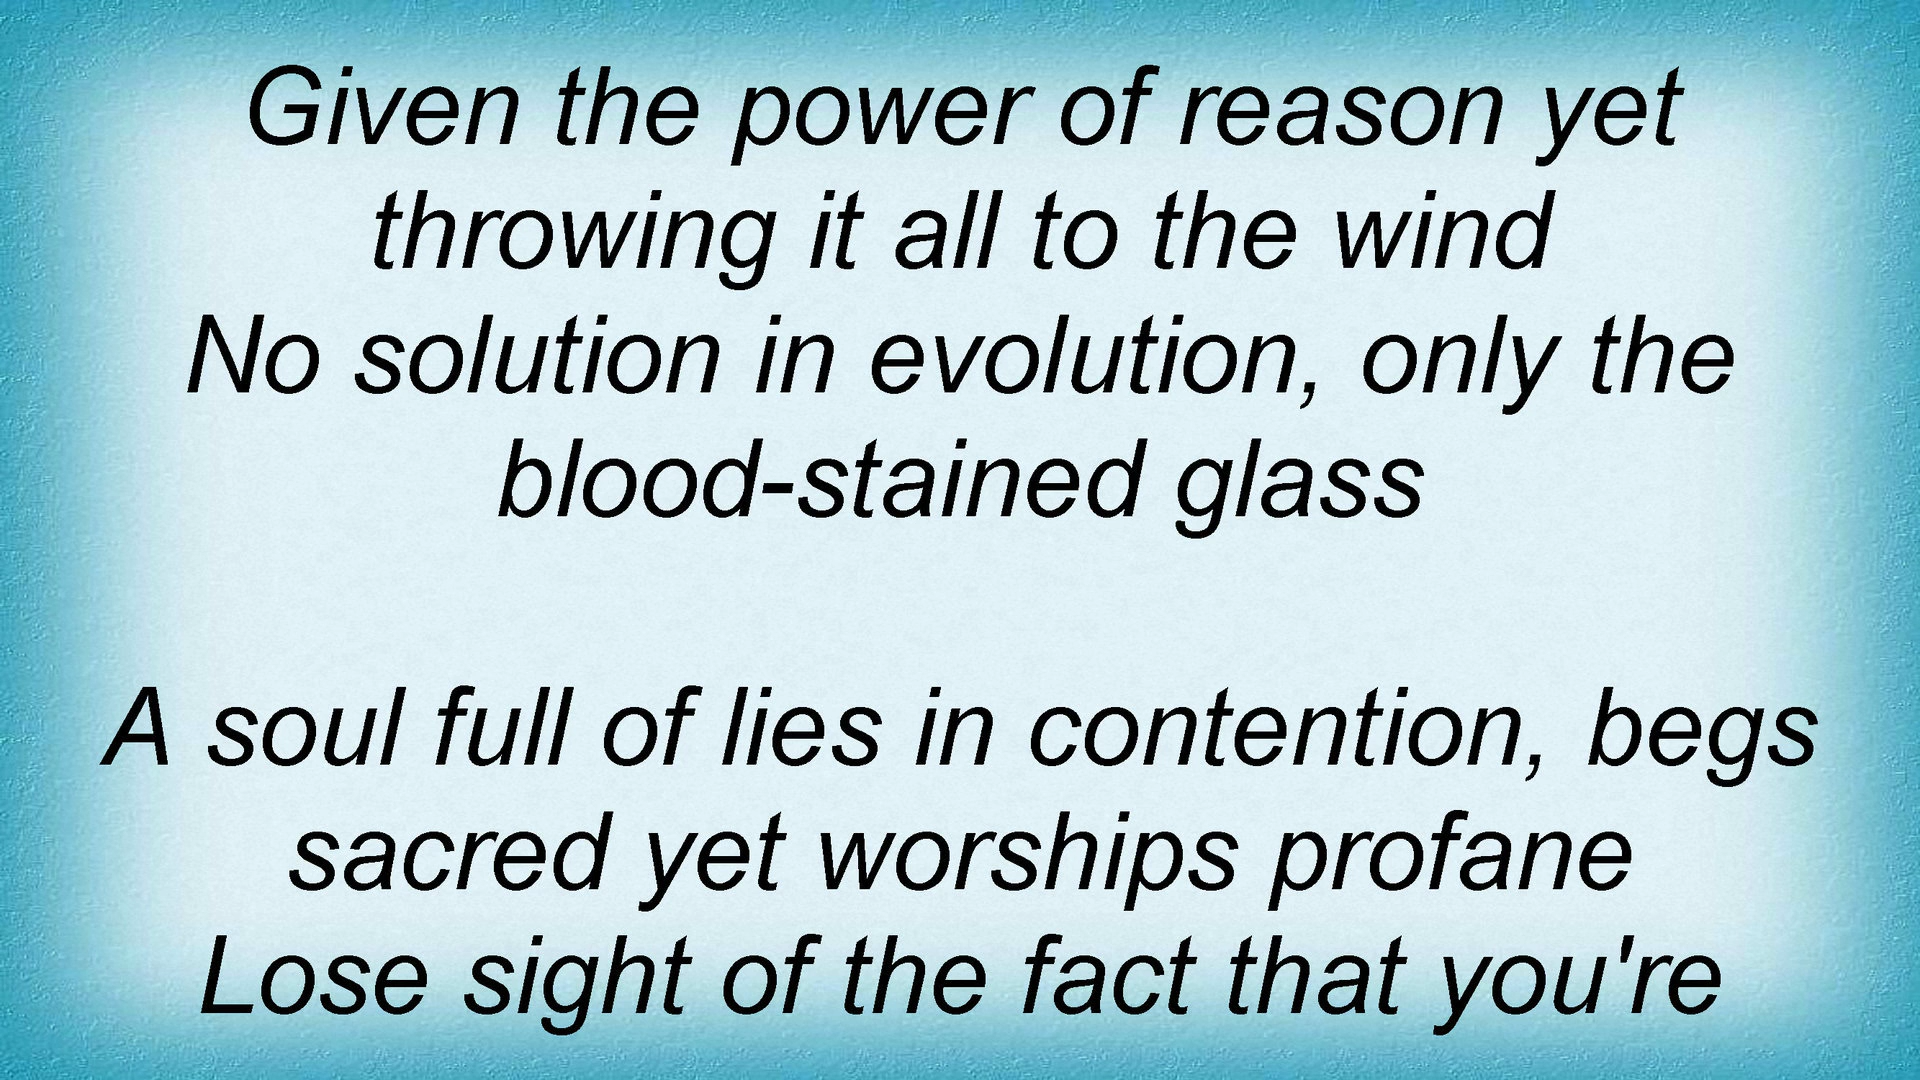 Given the power of reason yet
throwing it all to the wind
No solution in evolution, only the
blood-stained glass
A soul full of lies in contention, begs
sacred yet worships profane
Lose sight of the fact that you're